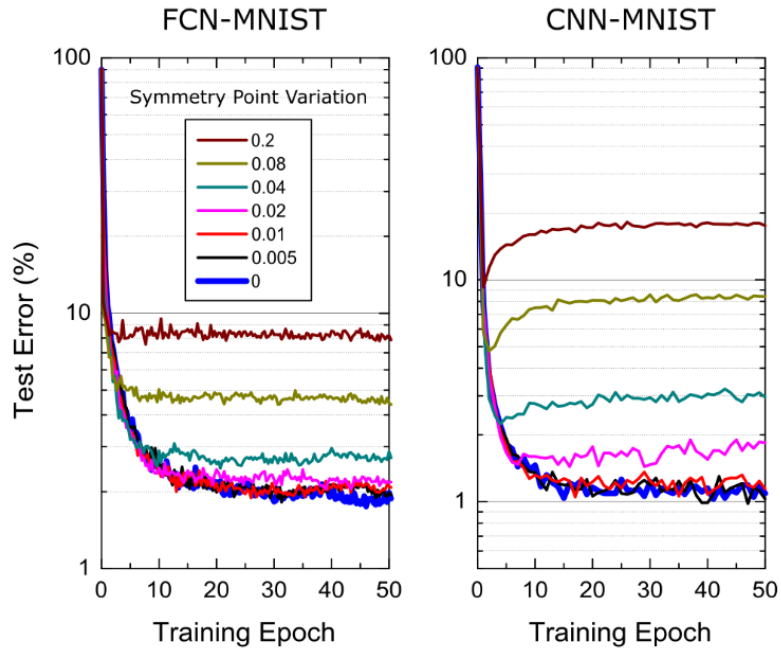 FCN-MNIST
CNN-MNIST
100
10
1
Symmetry Point Variation
0.2
0.08
0.04
0.02
0.01
0.005
0
Test Error (%)
0 10 20 30 40 50
Training Epoch
100
10
1
0 10 20 30 40 50
Training Epoch